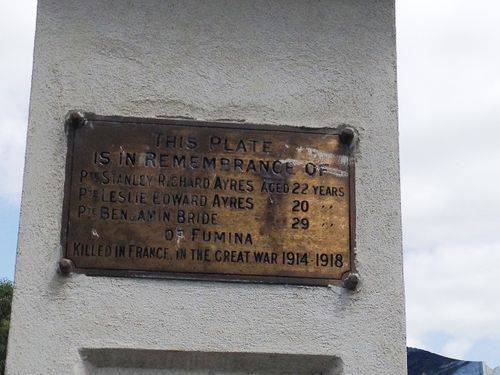 THIS PLATE
IS IN REMEMBRANCE OF
PTE STANLEY RICHARD AYRES AGED 22 YEARS
PTE LESLIE EDWARD AYRES 20 "
PTE BENJAMIN BRIDE 29 "
OF FUMINA
KILLED IN FRANCE, IN THE GREAT WAR 1914-1918